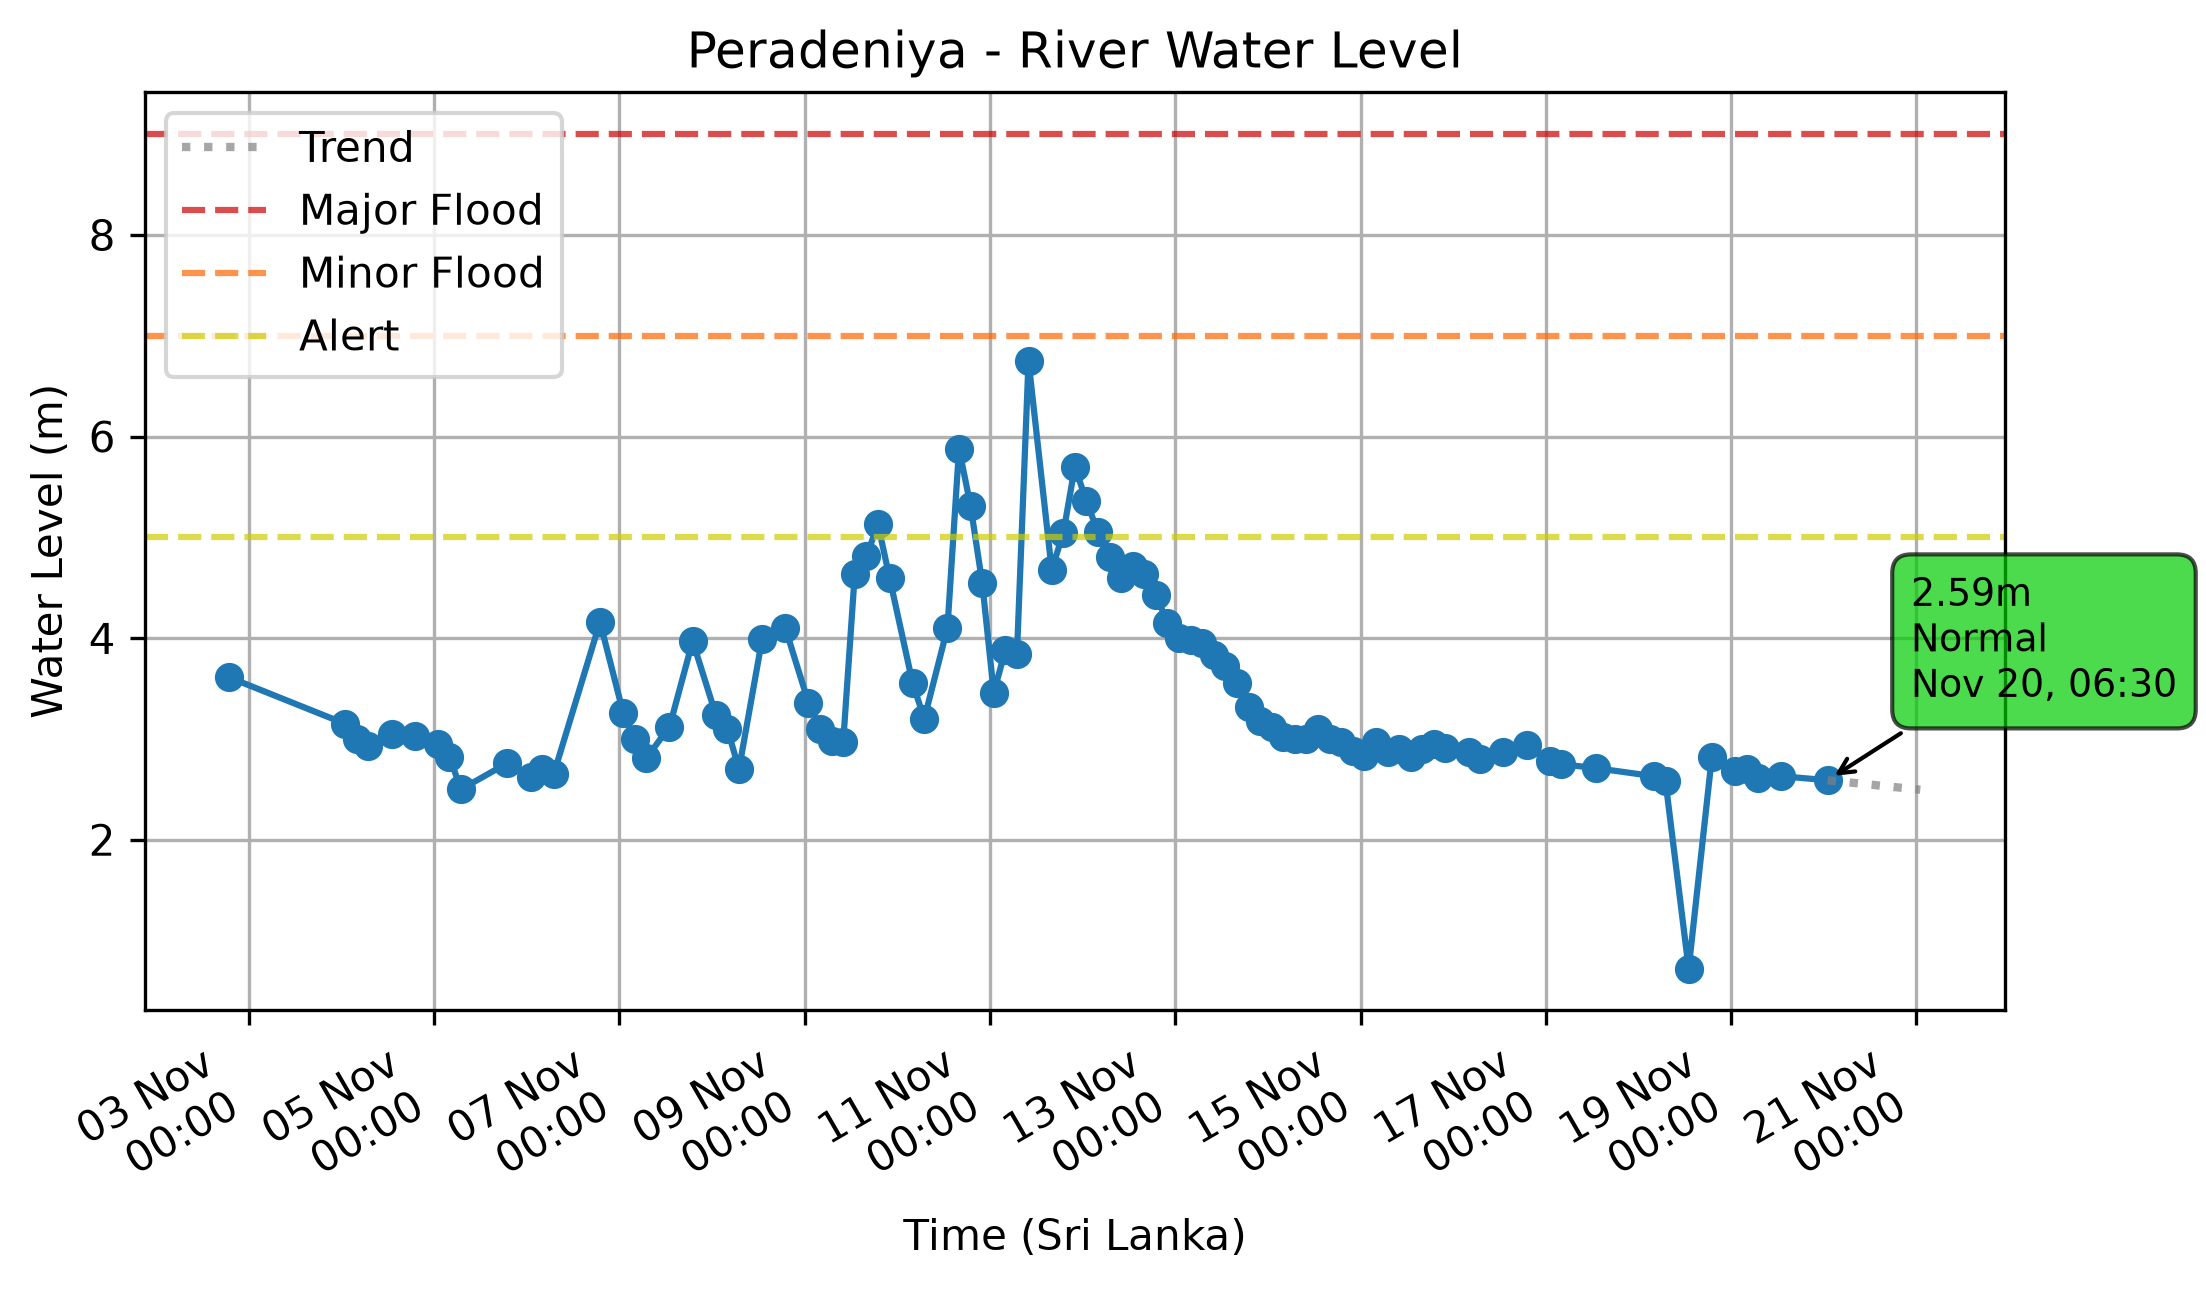 Peradeniya - River Water Level
Trend
Major Flood
Minor Flood
Alert
8
6
4
2
Water Level (m)
2.59m
Normal
Nov 20, 06:30
03 Nov
00:00
05 Nov
00:00
07 Nov
00:00
09 Nov
00:00
11 Nov
00:00
13 Nov
00:00
15 Nov
00:00
17 Nov
00:00
19 Nov
00:00
21 Nov
00:00
Time (Sri Lanka)